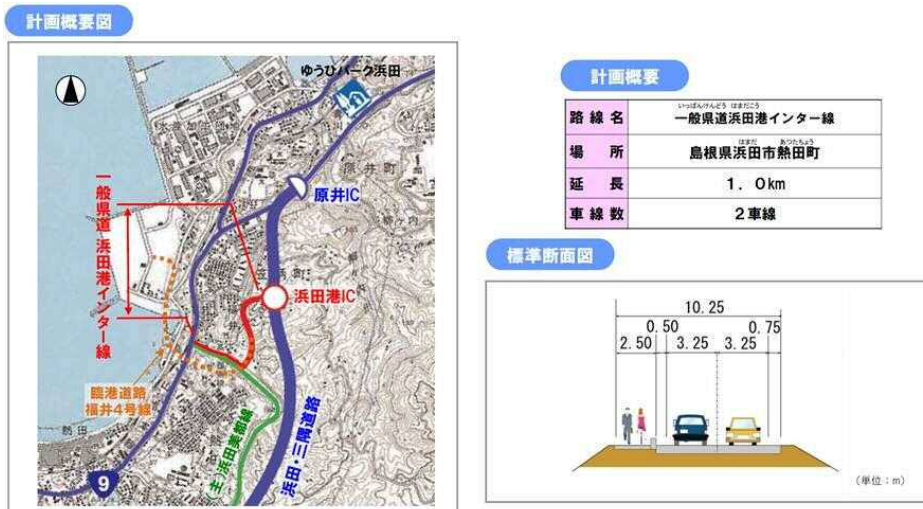 計画概要図
ゆうひパーク浜田
原井町
原井IC
一般県道 浜田港インター線
浜田港IC
臨港道路
福井4号線
熱田
9
(主)浜田美都線
浜田・三隅道路
計画概要
いっぱんけんどう はまだこう
路線名 一般県道浜田港インター線
はまだ あつたちょう
場所 島根県浜田市熱田町
延長 1.0km
車線数 2車線
標準断面図
10.25
0.50 0.75
2.50 3.25 3.25
(単位:m)